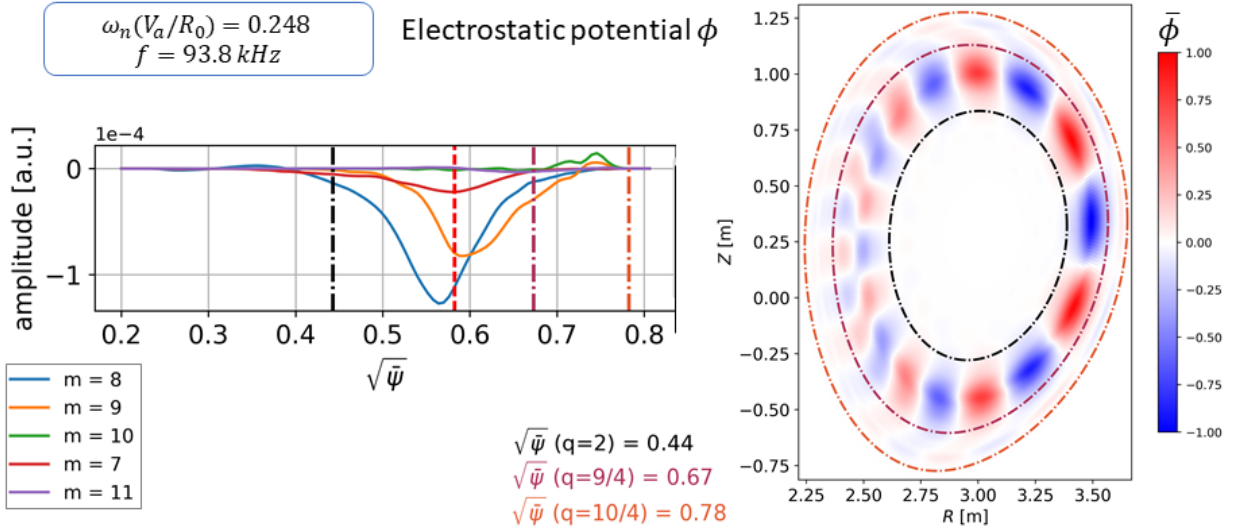 ωₙ(Vₐ/R₀) = 0.248
f = 93.8 kHz
Electrostatic potential ϕ
1e−4
0
−1
amplitude [a.u.]
0.2 0.3 0.4 0.5 0.6 0.7 0.8
√ψ̄
m = 8
m = 9
m = 10
m = 7
m = 11
√ψ̄ (q=2) = 0.44
√ψ̄ (q=9/4) = 0.67
√ψ̄ (q=10/4) = 0.78
1.25
1.00
0.75
0.50
0.25
0.00
−0.25
−0.50
−0.75
Z [m]
2.25 2.50 2.75 3.00 3.25 3.50
R [m]
ϕ̄
1.00
0.75
0.50
0.25
0.00
−0.25
−0.50
−0.75
−1.00